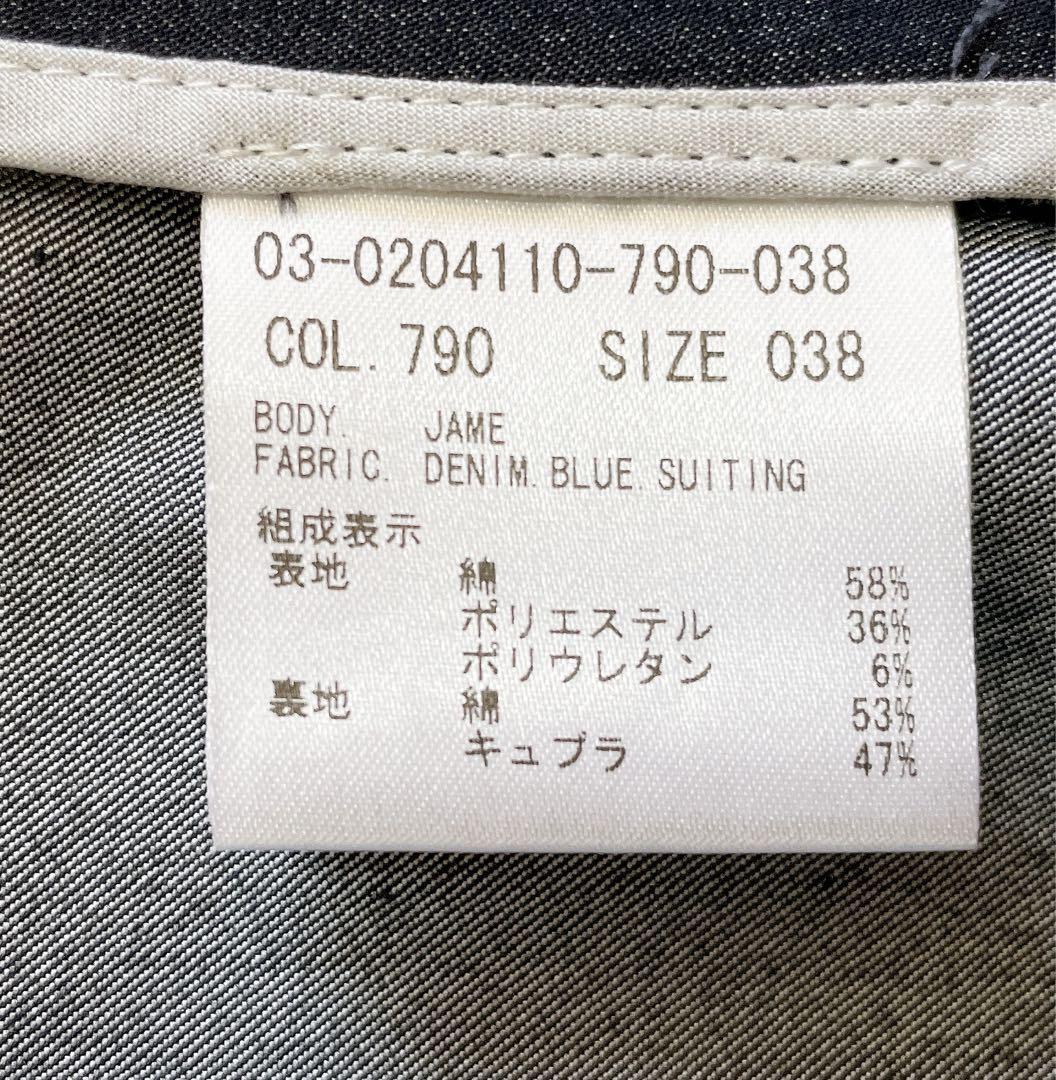 03-0204110-790-038
COL. 790 SIZE 038
BODY. JAME
FABRIC. DENIM.BLUE.SUITING
組成表示
表地 綿 58%
ポリエステル 36%
ポリウレタン 6%
裏地 綿 53%
キュプラ 47%